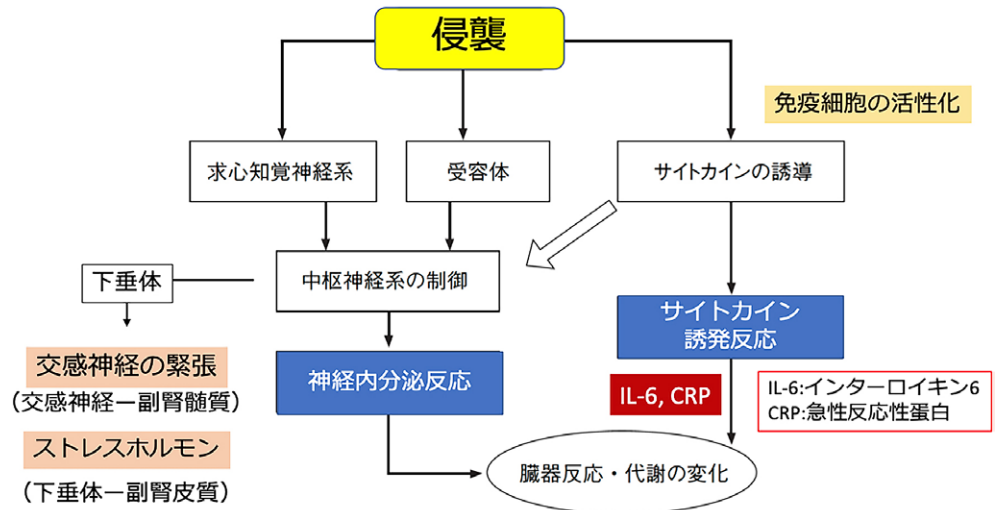 侵襲
免疫細胞の活性化
求心知覚神経系
受容体
サイトカインの誘導
下垂体
中枢神経系の制御
交感神経の緊張
(交感神経ー副腎髄質)
ストレスホルモン
(下垂体ー副腎皮質)
神経内分泌反応
サイトカイン
誘発反応
IL-6, CRP
IL-6:インターロイキン6
CRP:急性反応性蛋白
臓器反応・代謝の変化